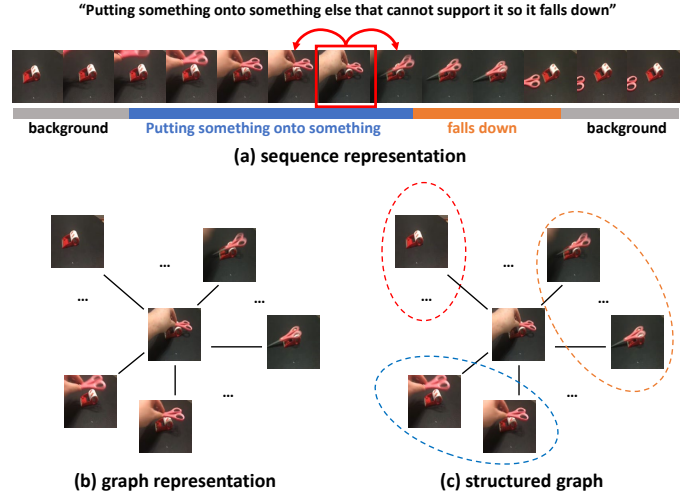 “Putting something onto something else that cannot support it so it falls down”
background Putting something onto something falls down background
(a) sequence representation
... ...
... ...
... ...
... ...
... ...
(b) graph representation (c) structured graph